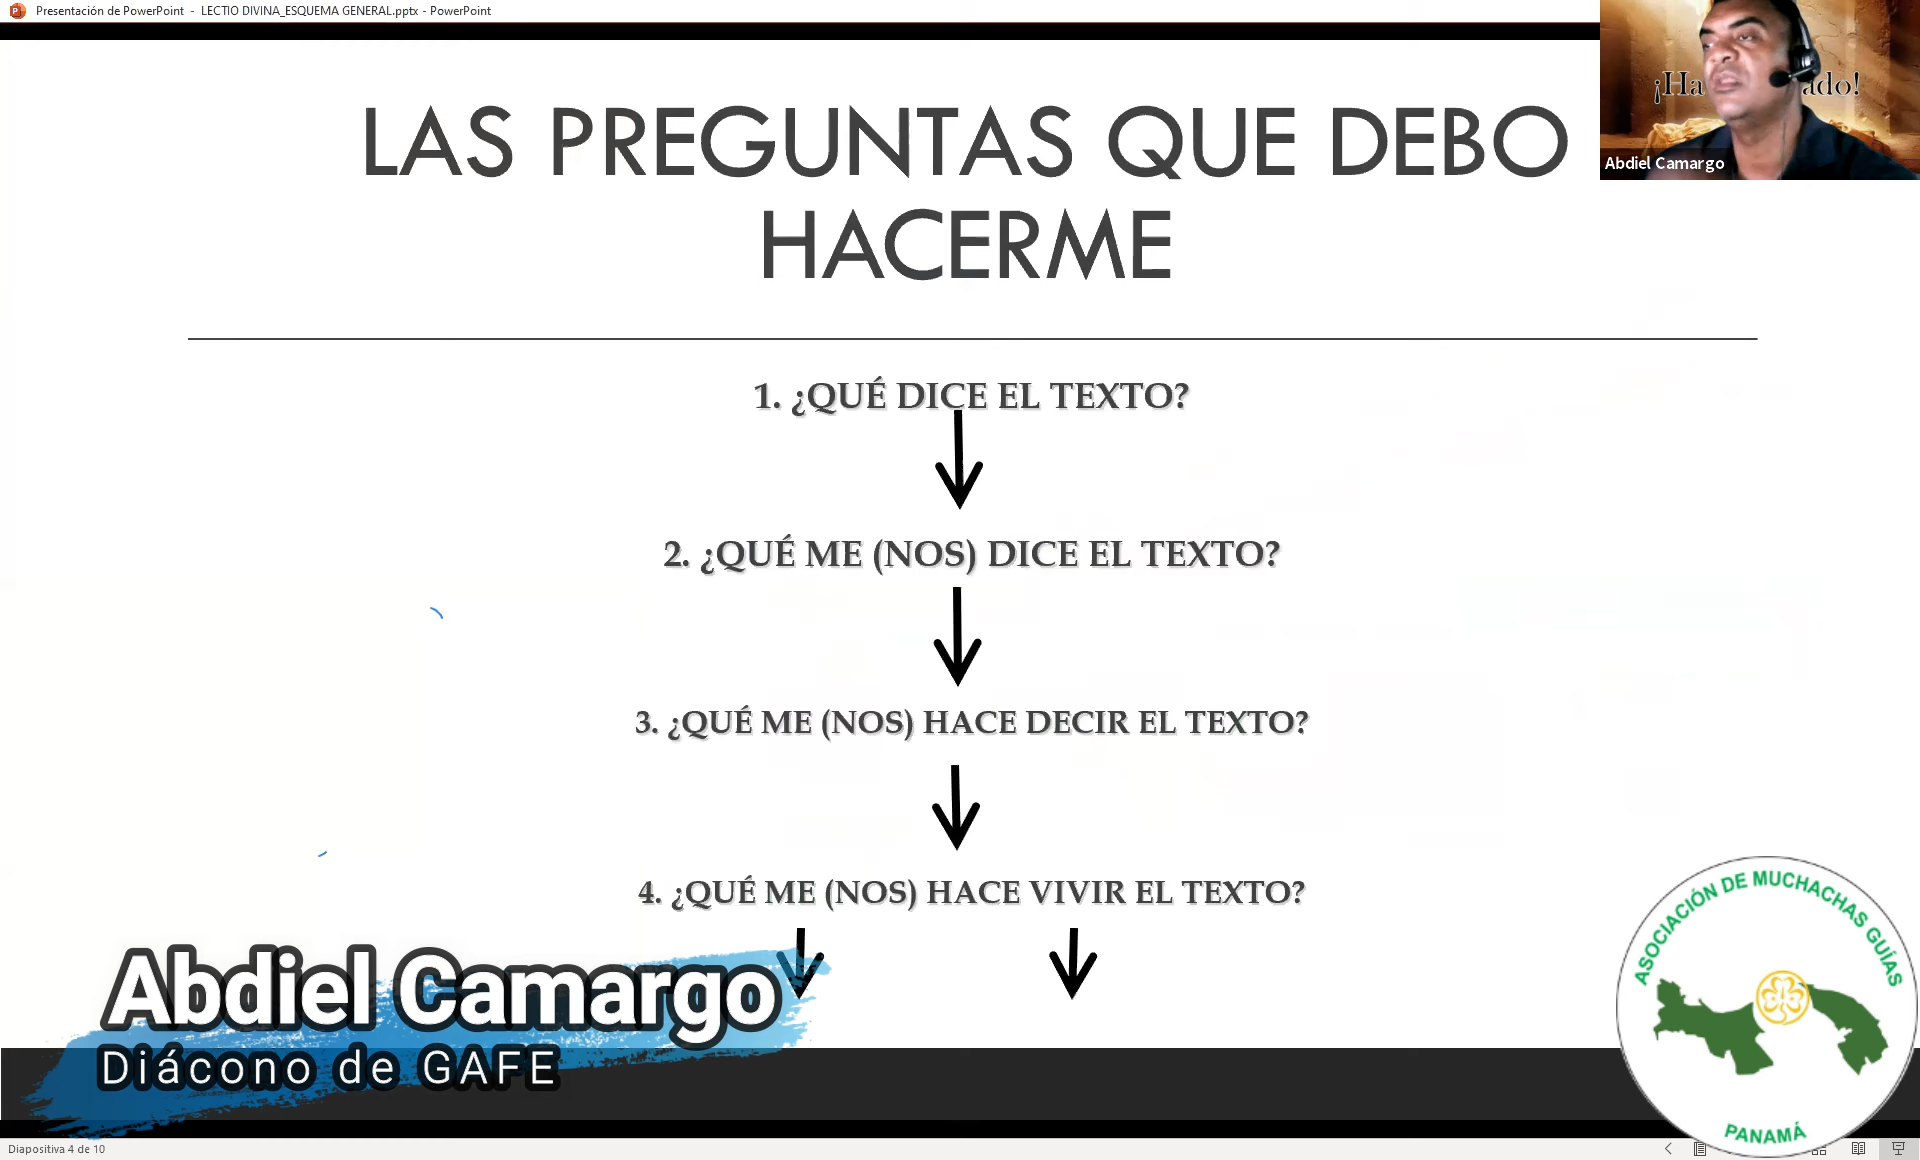 Presentación de PowerPoint - LECTIO DIVINA_ESQUEMA GENERAL.pptx - PowerPoint
¡Ha ado!
Abdiel Camargo
LAS PREGUNTAS QUE DEBO
HACERME
1. ¿QUÉ DICE EL TEXTO?
2. ¿QUÉ ME (NOS) DICE EL TEXTO?
3. ¿QUÉ ME (NOS) HACE DECIR EL TEXTO?
4. ¿QUÉ ME (NOS) HACE VIVIR EL TEXTO?
Abdiel Camargo
Diácono de GAFE
ASOCIACIÓN DE MUCHACHAS GUÍAS
PANAMÁ
Diapositiva 4 de 10